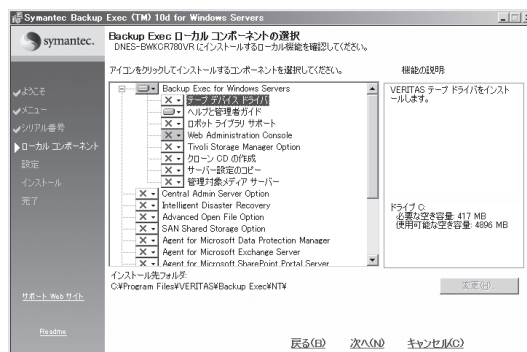 Symantec Backup Exec (TM) 10d for Windows Servers
symantec.
Backup Exec ローカル コンポーネントの選択
DNES-BWKCR780VR にインストールするローカル機能を確認してください。
アイコンをクリックしてインストールするコンポーネントを選択してください。
機能の説明:
ようこそ
メニュー
シリアル番号
ローカル コンポーネント
設定
インストール
完了
サポート Web サイト
Readme
Backup Exec for Windows Servers
テープ デバイス ドライバ
ヘルプと管理者ガイド
ロボット ライブラリ サポート
Web Administration Console
Tivoli Storage Manager Option
クローン CD の作成
サーバー設定のコピー
管理対象メディア サーバー
Central Admin Server Option
Intelligent Disaster Recovery
Advanced Open File Option
SAN Shared Storage Option
Agent for Microsoft Data Protection Manager
Agent for Microsoft Exchange Server
Agent for Microsoft SharePoint Portal Server
VERITAS テープ ドライバをインストールします。
ドライブ C:
必要な空き容量: 417 MB
使用可能な空き容量: 4896 MB
インストール先フォルダ:
C:¥Program Files¥VERITAS¥Backup Exec¥NT¥
変更(H).
戻る(B)
次へ(N)
キャンセル(C)